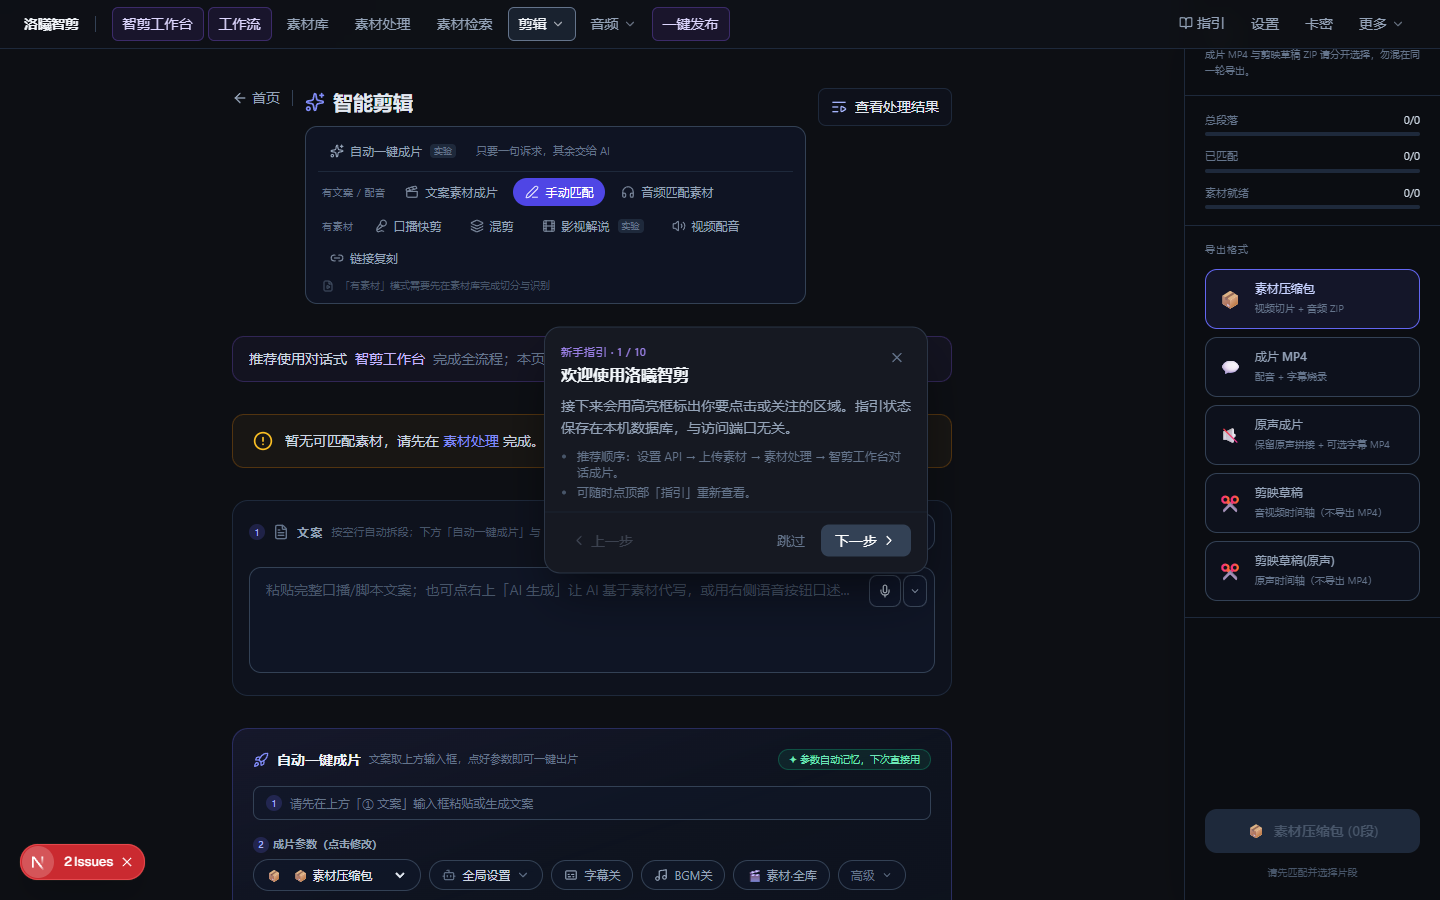 洛曦智剪
智剪工作台
工作流
素材库
素材处理
素材检索
剪辑
音频
一键发布
指引
设置
卡密
更多
成片 MP4 与剪映草稿 ZIP 请分开选择，勿混在同
一轮导出。
首页
智能剪辑
查看处理结果
自动一键成片 实验 只要一句诉求，其余交给 AI
有文案 / 配音 文案素材成片 手动匹配 音频匹配素材
有素材 口播快剪 混剪 影视解说 实验 视频配音
链接复刻
「有素材」模式需要先在素材库完成切分与识别
总段落 0/0
已匹配 0/0
素材就绪 0/0
导出格式
素材压缩包
视频切片 + 音频 ZIP
成片 MP4
配音 + 字幕烧录
原声成片
保留原声拼接 + 可选字幕 MP4
剪映草稿
音视频时间轴（不导出 MP4）
剪映草稿(原声)
原声时间轴（不导出 MP4）
推荐使用对话式 智剪工作台 完成全流程；本页
暂无可匹配素材，请先在 素材处理 完成。
新手指引 · 1 / 10
欢迎使用洛曦智剪
接下来会用高亮框标出你要点击或关注的区域。指引状态
保存在本机数据库，与访问端口无关。
推荐顺序：设置 API → 上传素材 → 素材处理 → 智剪工作台对
话成片。
可随时点顶部「指引」重新查看。
上一步
跳过
下一步
1 文案 按空行自动拆段；下方「自动一键成片」与
粘贴完整口播/脚本文案；也可点右上「AI 生成」让 AI 基于素材代写，或用右侧语音按钮口述...
自动一键成片 文案取上方输入框，点好参数即可一键出片
✦ 参数自动记忆，下次直接用
1 请先在上方「① 文案」输入框粘贴或生成文案
2 成片参数（点击修改）
素材压缩包
全局设置
字幕关
BGM关
素材·全库
高级
素材压缩包 (0段)
请先匹配并选择片段
N 2 Issues